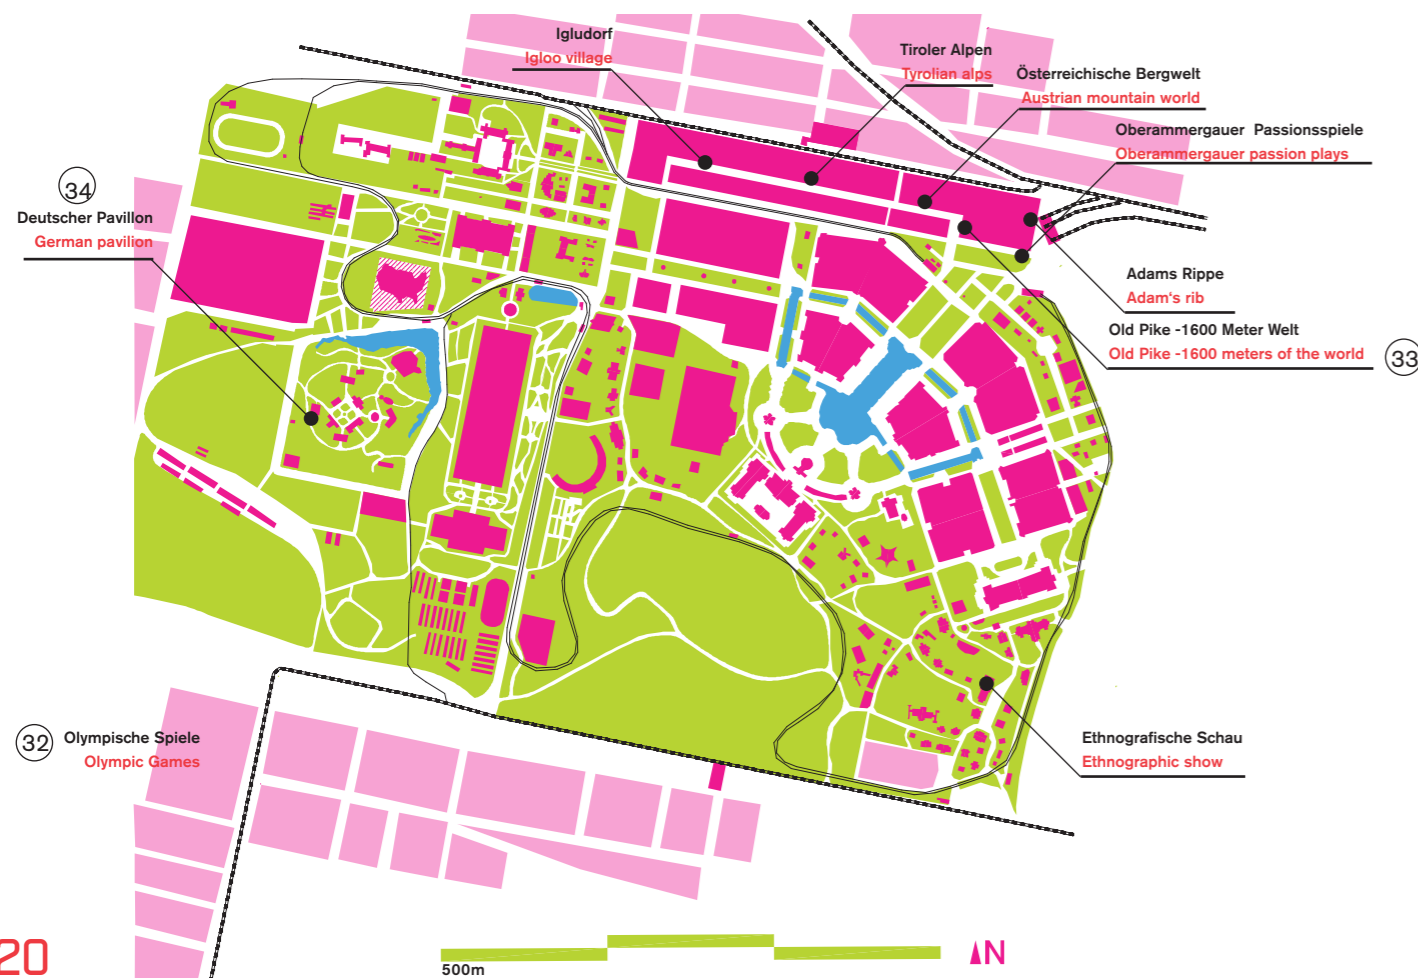 Igludorf
Igloo village
Tiroler Alpen
Tyrolian alps
Österreichische Bergwelt
Austrian mountain world
Oberammergauer Passionsspiele
Oberammergauer passion plays
34
Deutscher Pavillon
German pavilion
Adams Rippe
Adam's rib
Old Pike -1600 Meter Welt
Old Pike -1600 meters of the world
33
32
Olympische Spiele
Olympic Games
Ethnografische Schau
Ethnographic show
20
500m
N